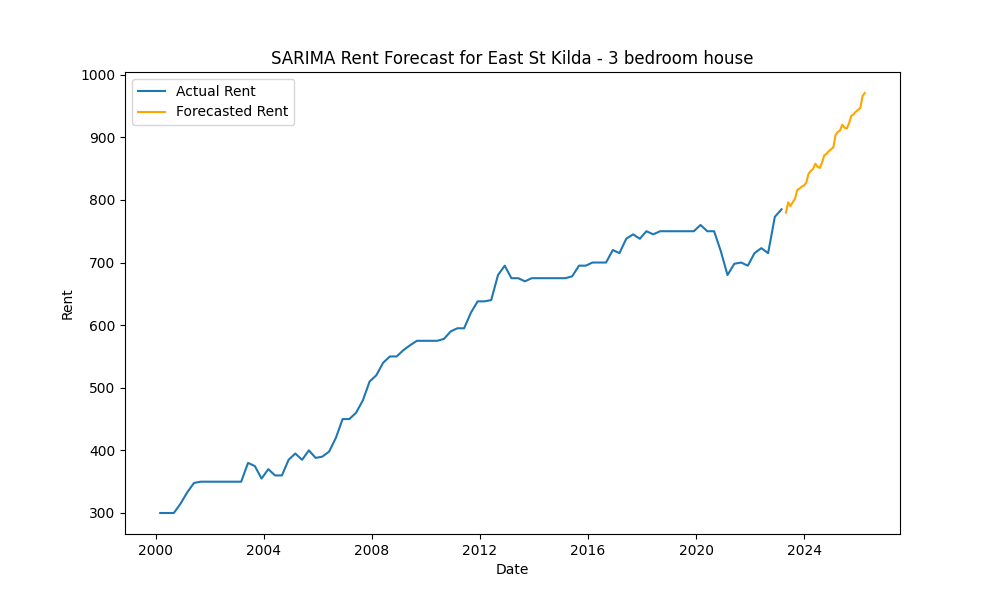 SARIMA Rent Forecast for East St Kilda - 3 bedroom house
Actual Rent
Forecasted Rent
1000
900
800
700
600
500
400
300
Rent
2000 2004 2008 2012 2016 2020 2024
Date